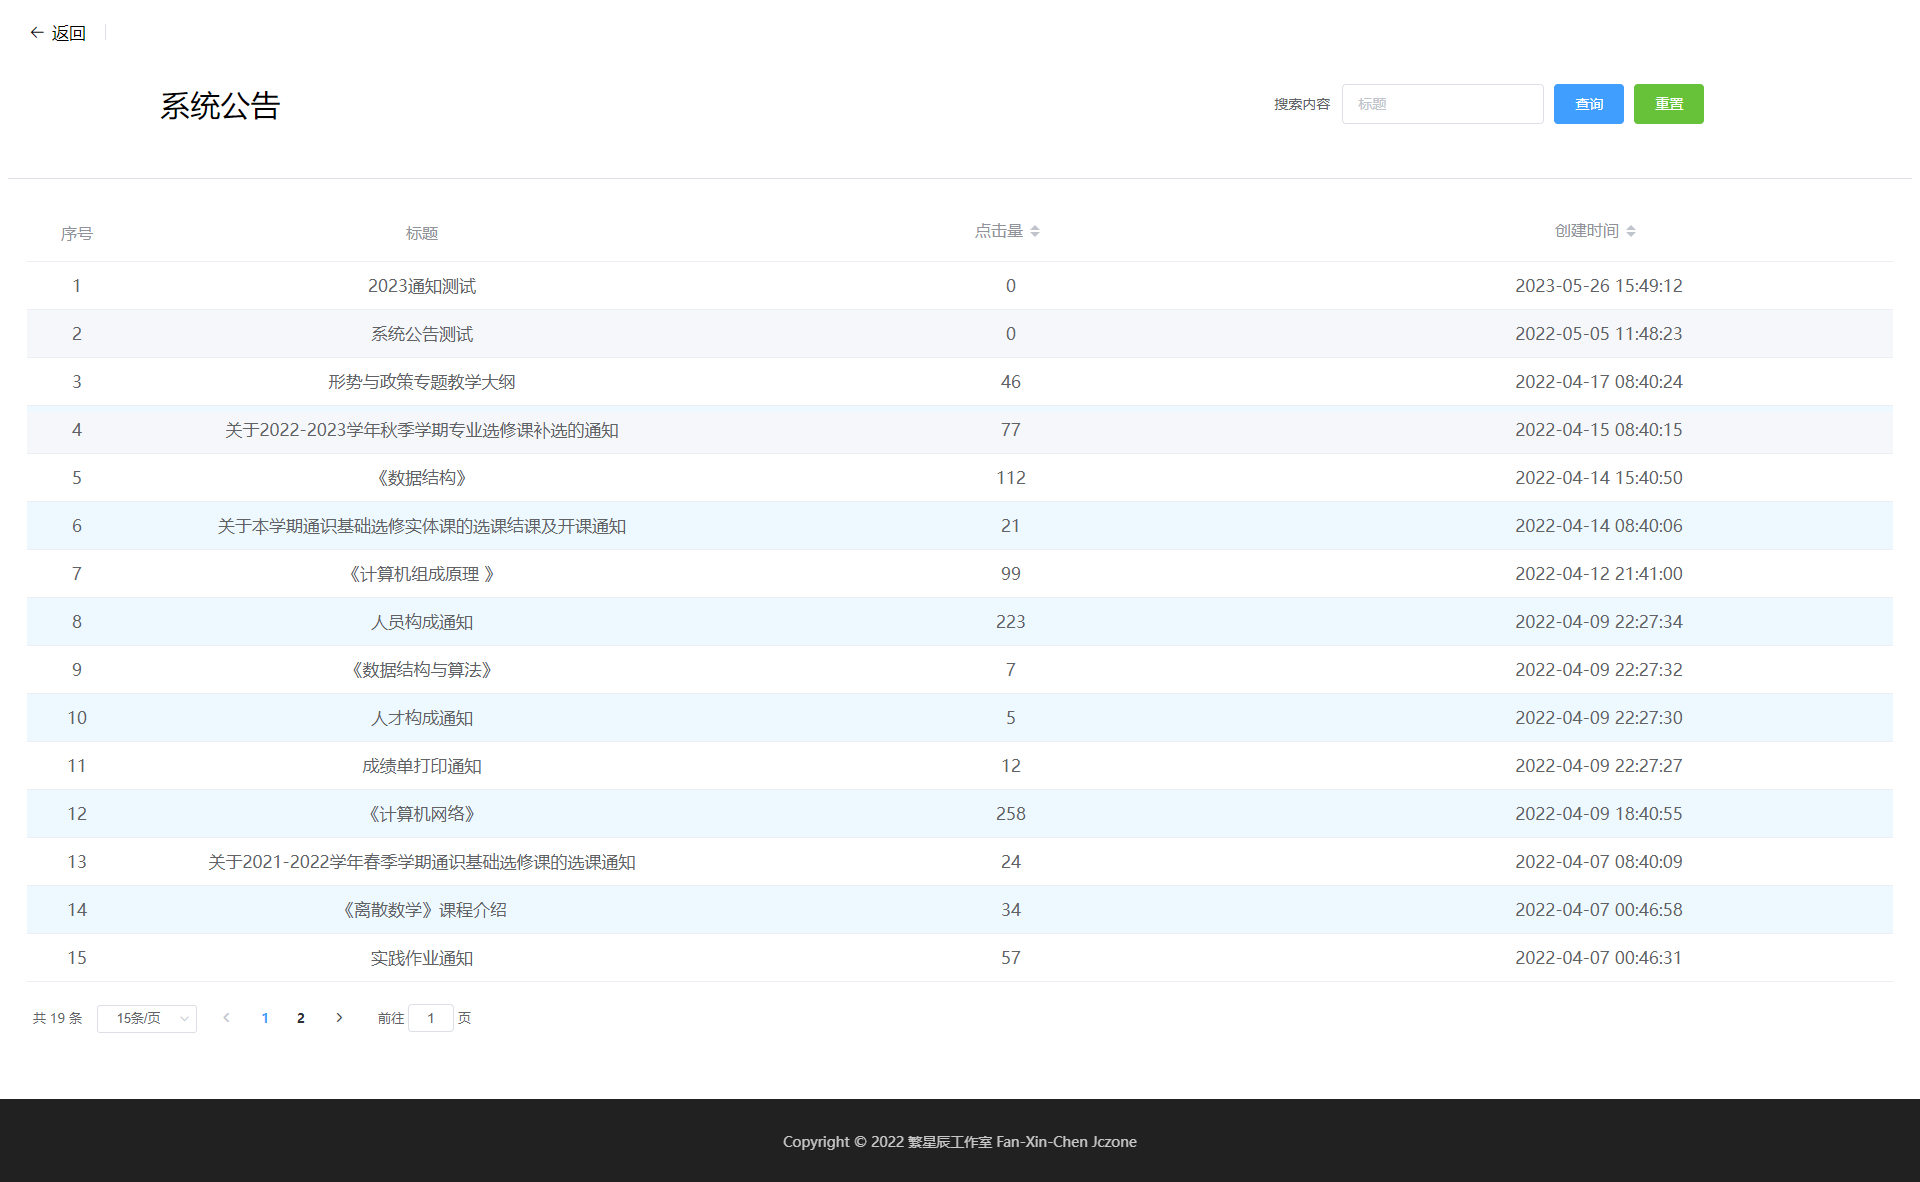 返回
系统公告
搜索内容 标题 查询 重置
序号 标题 点击量 创建时间
1 2023通知测试 0 2023-05-26 15:49:12
2 系统公告测试 0 2022-05-05 11:48:23
3 形势与政策专题教学大纲 46 2022-04-17 08:40:24
4 关于2022-2023学年秋季学期专业选修课补选的通知 77 2022-04-15 08:40:15
5 《数据结构》 112 2022-04-14 15:40:50
6 关于本学期通识基础选修实体课的选课结课及开课通知 21 2022-04-14 08:40:06
7 《计算机组成原理 》 99 2022-04-12 21:41:00
8 人员构成通知 223 2022-04-09 22:27:34
9 《数据结构与算法》 7 2022-04-09 22:27:32
10 人才构成通知 5 2022-04-09 22:27:30
11 成绩单打印通知 12 2022-04-09 22:27:27
12 《计算机网络》 258 2022-04-09 18:40:55
13 关于2021-2022学年春季学期通识基础选修课的选课通知 24 2022-04-07 08:40:09
14 《离散数学》课程介绍 34 2022-04-07 00:46:58
15 实践作业通知 57 2022-04-07 00:46:31
共 19 条 15条/页 1 2 前往 1 页
Copyright © 2022 繁星辰工作室 Fan-Xin-Chen Jczone